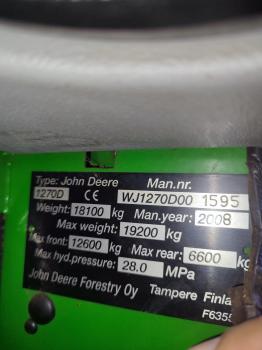 Type: John Deere Man.nr.
1270D CE WJ1270D00 1595
Weight: 18100 kg Man.year: 2008
Max weight: 19200 kg
Max front: 12600 kg Max rear: 6600 kg
Max hyd.pressure: 28.0 MPa
John Deere Forestry Oy Tampere Finla
F6355